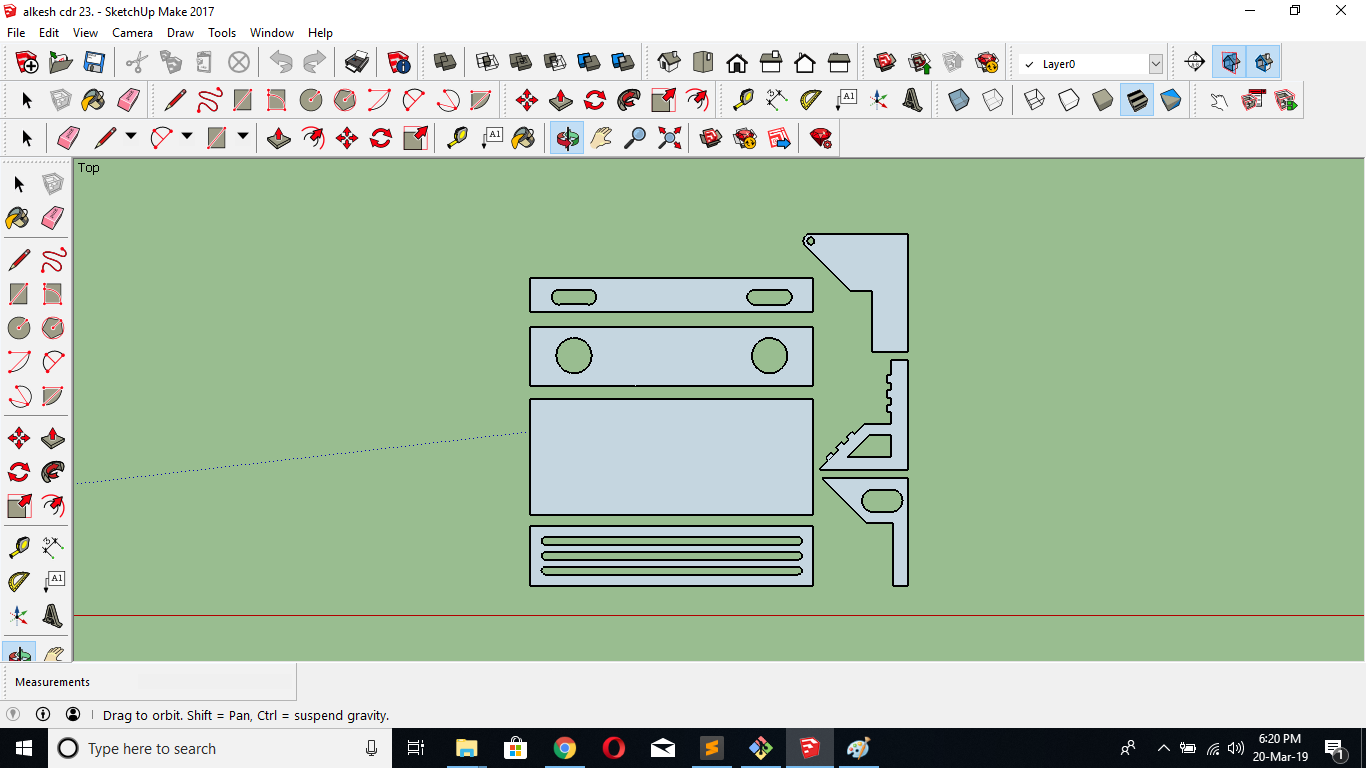 alkesh cdr 23. - SketchUp Make 2017
File Edit View Camera Draw Tools Window Help
Layer0
A1
A1
Top
A1
Measurements
Drag to orbit. Shift = Pan, Ctrl = suspend gravity.
Type here to search
6:20 PM
20-Mar-19
1